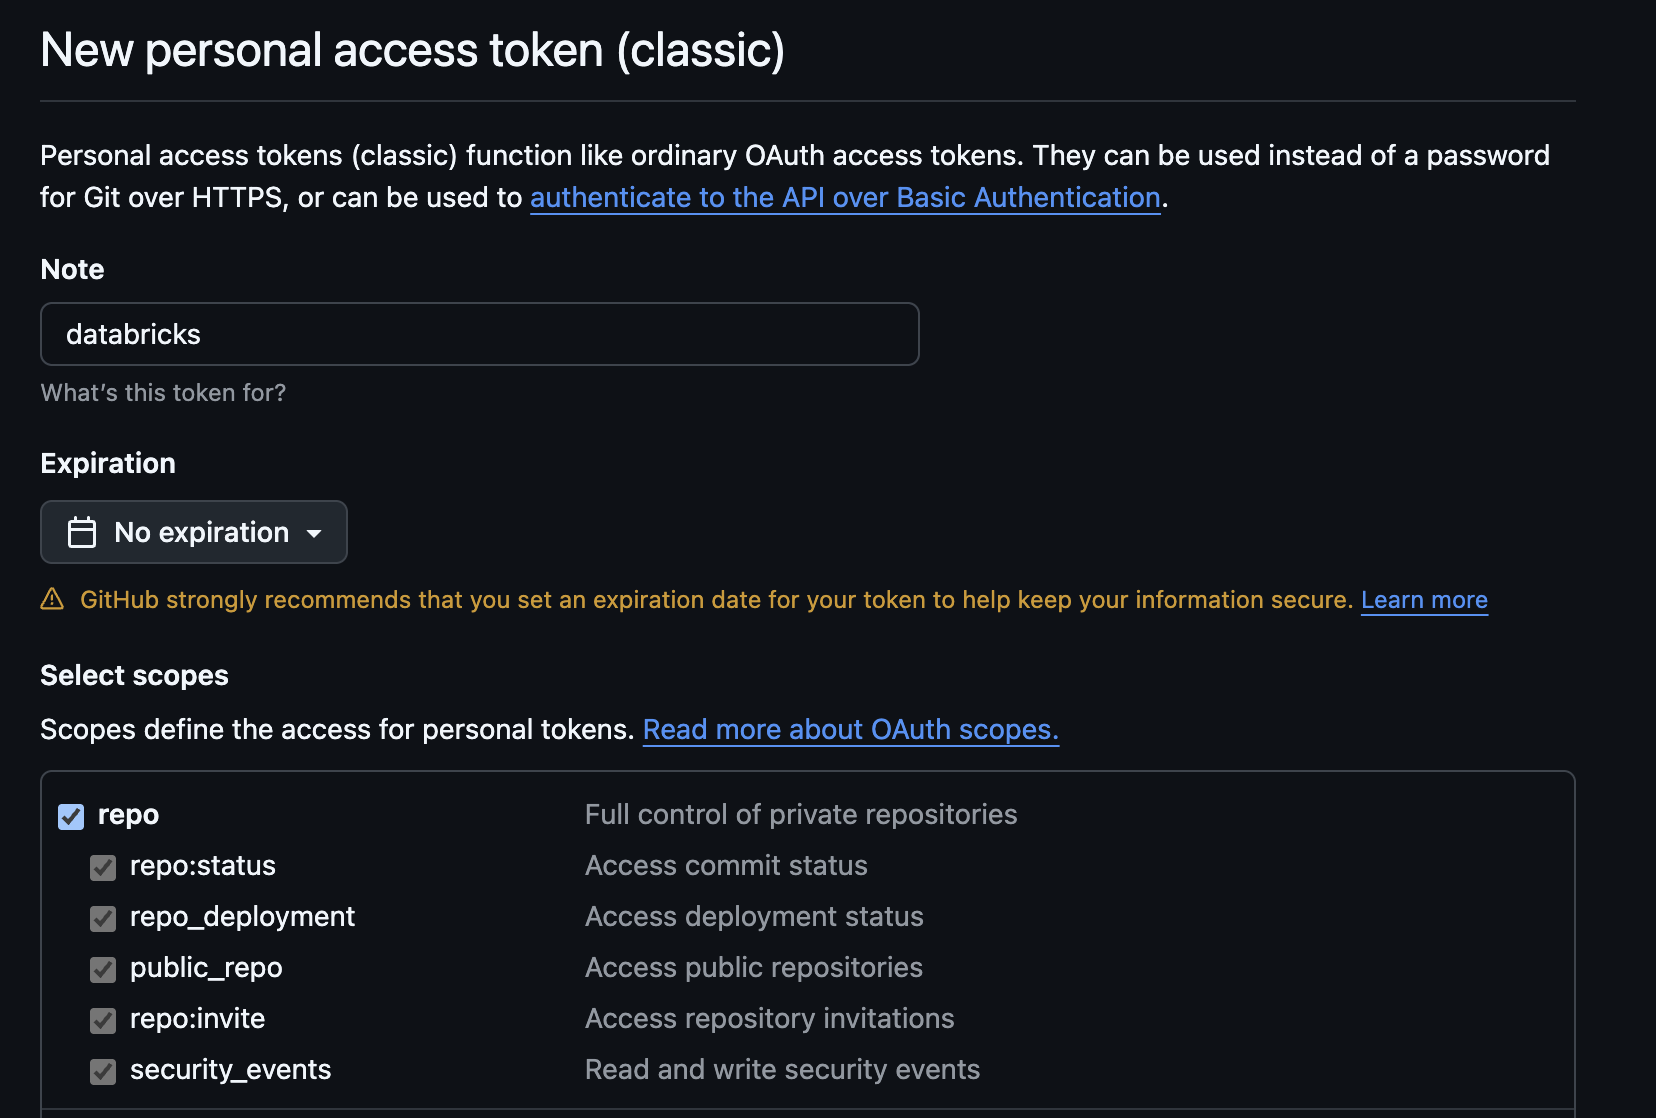 New personal access token (classic)
Personal access tokens (classic) function like ordinary OAuth access tokens. They can be used instead of a password
for Git over HTTPS, or can be used to authenticate to the API over Basic Authentication.
Note
databricks
What's this token for?
Expiration
No expiration
GitHub strongly recommends that you set an expiration date for your token to help keep your information secure. Learn more
Select scopes
Scopes define the access for personal tokens. Read more about OAuth scopes.
repo Full control of private repositories
repo:status Access commit status
repo_deployment Access deployment status
public_repo Access public repositories
repo:invite Access repository invitations
security_events Read and write security events